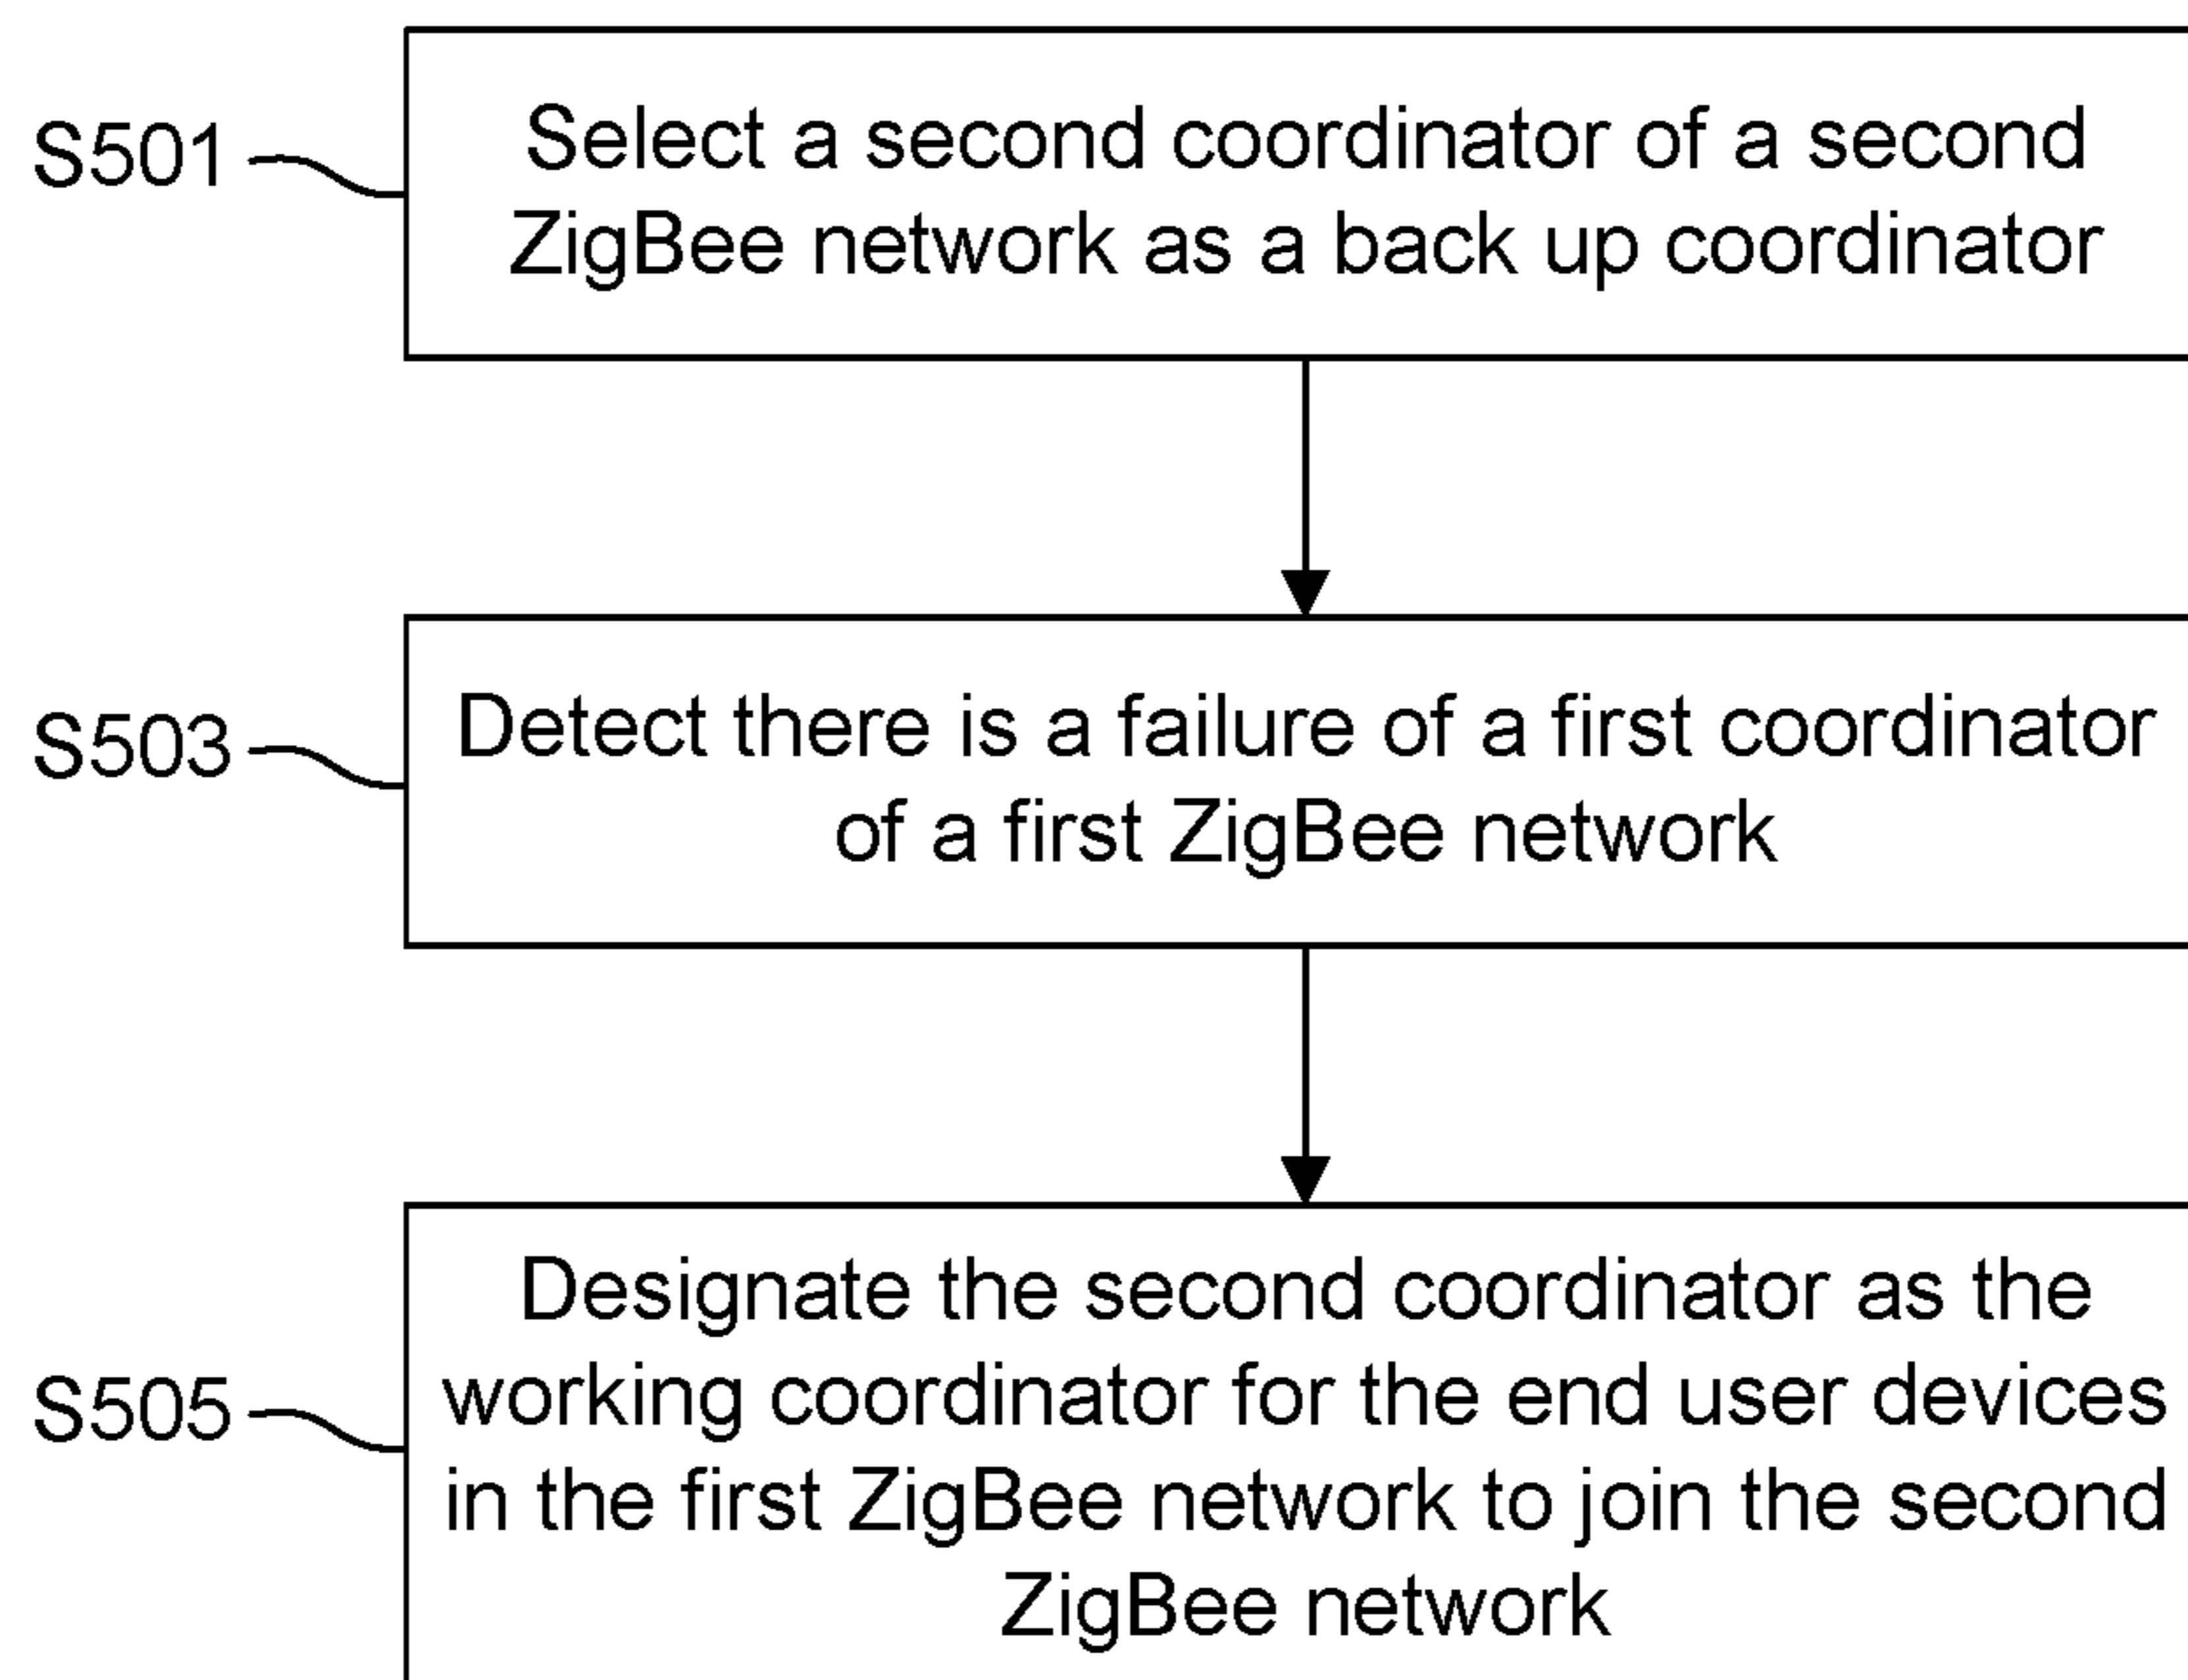 S501
Select a second coordinator of a second
ZigBee network as a back up coordinator
S503
Detect there is a failure of a first coordinator
of a first ZigBee network
S505
Designate the second coordinator as the
working coordinator for the end user devices
in the first ZigBee network to join the second
ZigBee network